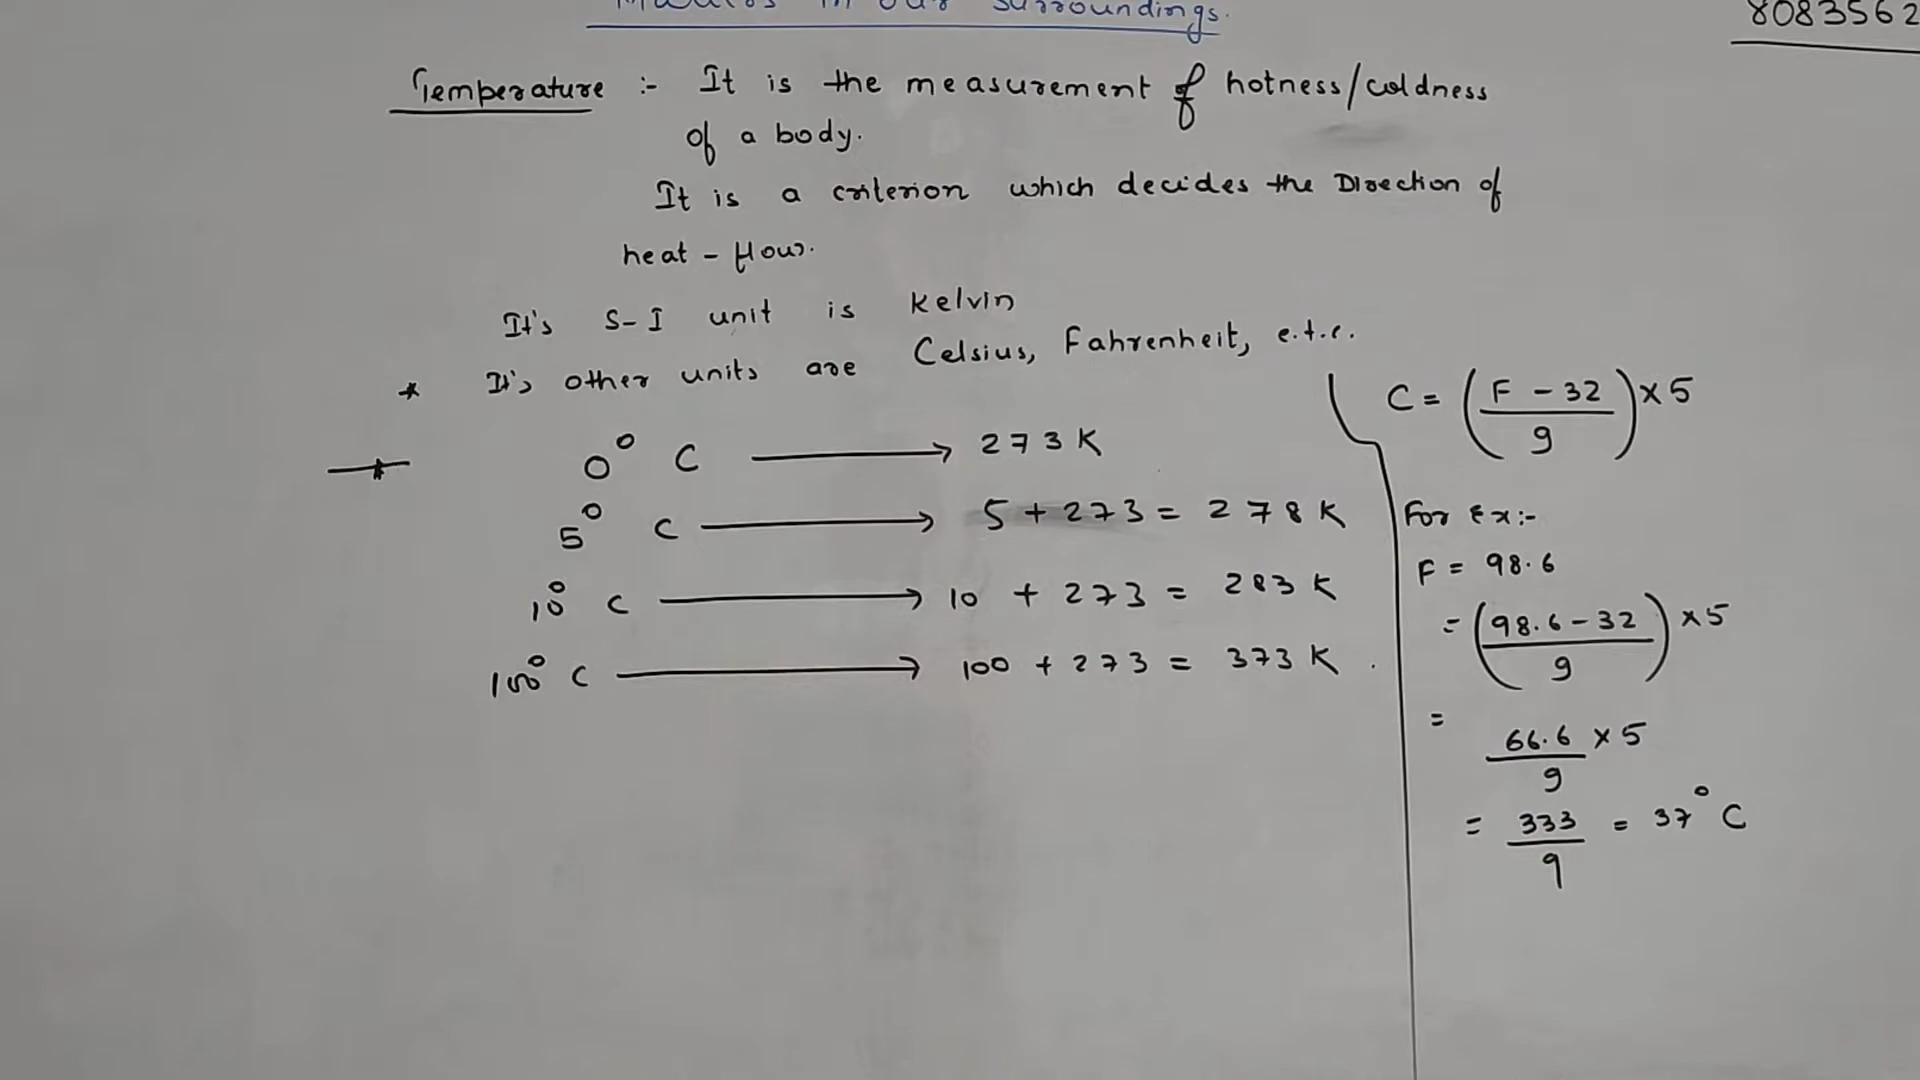 in our surroundings.
8083562
Temperature :- It is the measurement of hotness/coldness
of a body.
It is a criterion which decides the Direction of
heat - flow.
It's S-I unit is Kelvin
* It's other units are Celsius, Fahrenheit, e.t.c.
0° C → 273 K
5° C → 5 + 273 = 278 K
10° C → 10 + 273 = 283 K
100° C → 100 + 273 = 373 K .
C = (F - 32 / 9) × 5
For Ex:-
F = 98.6
= (98.6 - 32 / 9) × 5
= 66.6 / 9 × 5
= 333 / 9 = 37° C